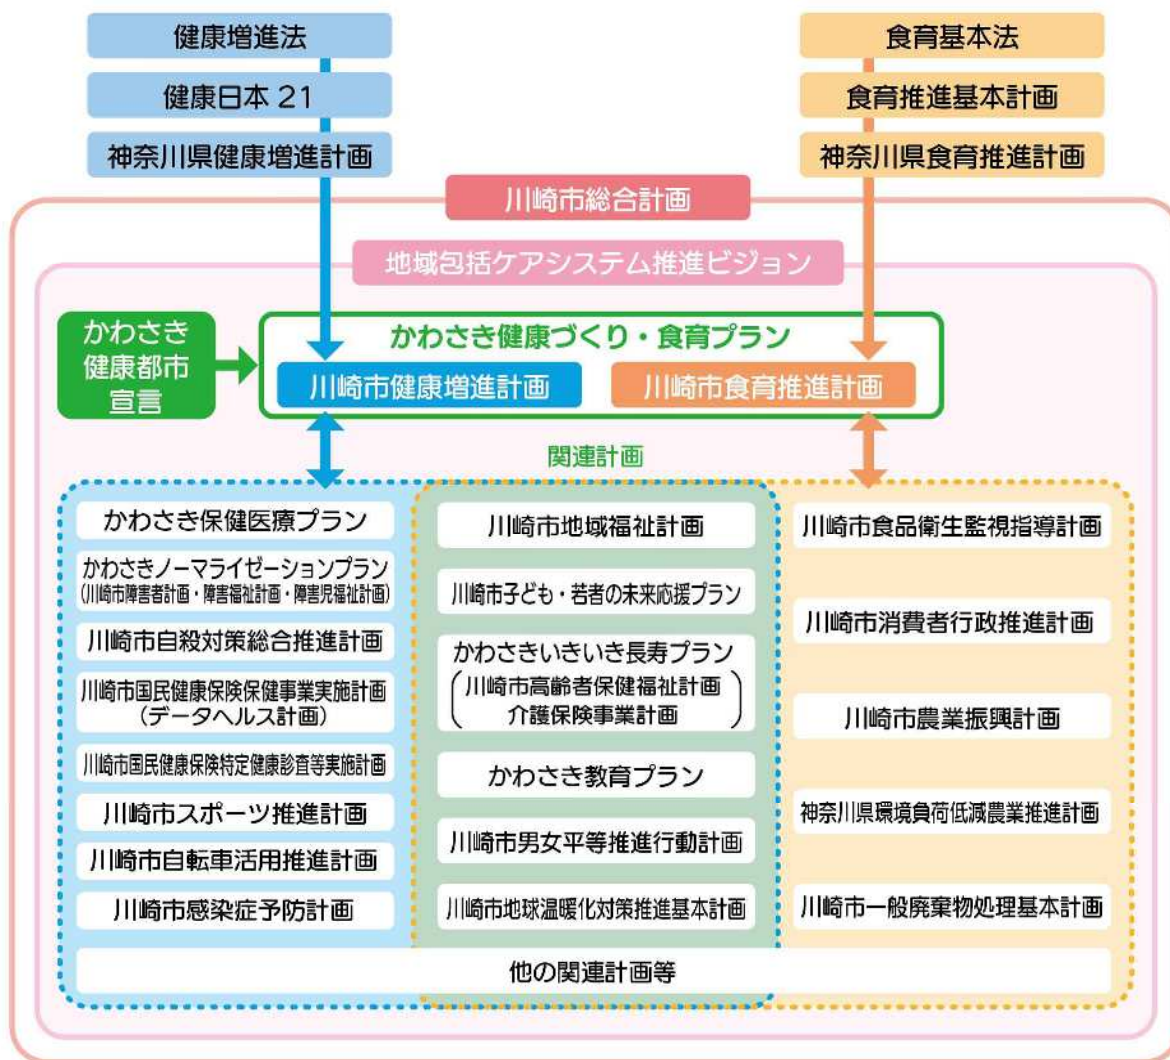 健康増進法
健康日本 21
神奈川県健康増進計画
食育基本法
食育推進基本計画
神奈川県食育推進計画
川崎市総合計画
地域包括ケアシステム推進ビジョン
かわさき
健康都市
宣言
かわさき健康づくり・食育プラン
川崎市健康増進計画
川崎市食育推進計画
関連計画
かわさき保健医療プラン
かわさきノーマライゼーションプラン
(川崎市障害者計画・障害福祉計画・障害児福祉計画)
川崎市自殺対策総合推進計画
川崎市国民健康保険保健事業実施計画
(データヘルス計画)
川崎市国民健康保険特定健康診査等実施計画
川崎市スポーツ推進計画
川崎市自転車活用推進計画
川崎市感染症予防計画
川崎市地域福祉計画
川崎市子ども・若者の未来応援プラン
かわさきいきいき長寿プラン
(川崎市高齢者保健福祉計画
介護保険事業計画)
かわさき教育プラン
川崎市男女平等推進行動計画
川崎市地球温暖化対策推進基本計画
川崎市食品衛生監視指導計画
川崎市消費者行政推進計画
川崎市農業振興計画
神奈川県環境負荷低減農業推進計画
川崎市一般廃棄物処理基本計画
他の関連計画等